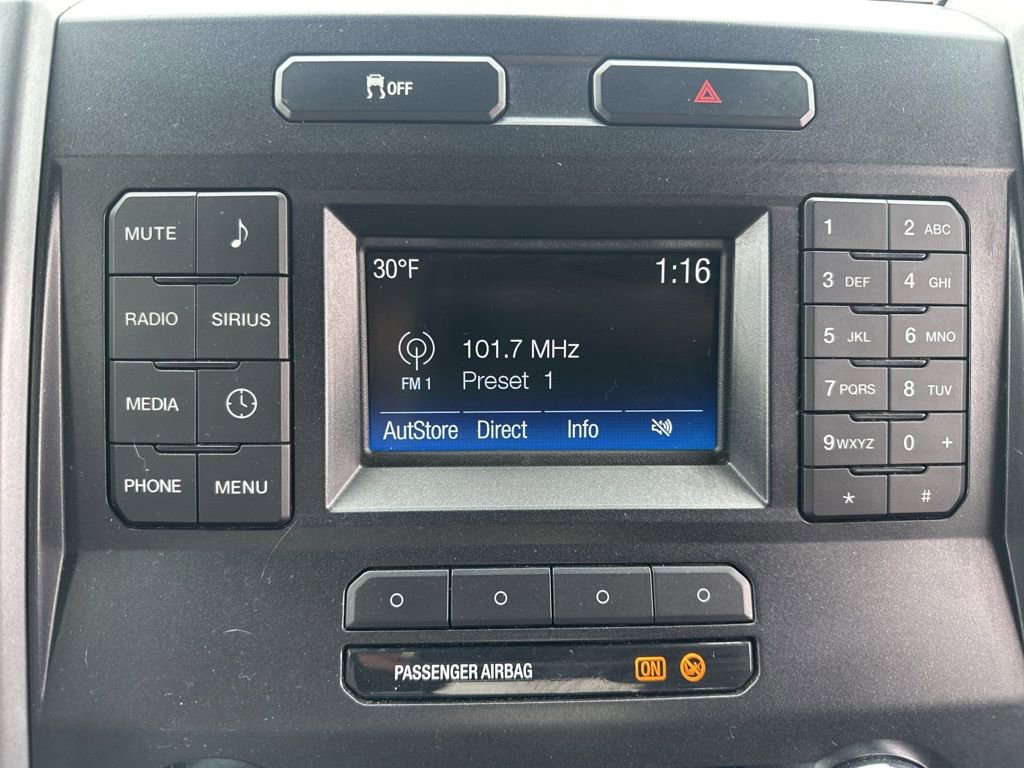 OFF
30°F 1:16
101.7 MHz
FM 1
Preset 1
AutStore Direct Info
MUTE
RADIO SIRIUS
MEDIA
PHONE MENU
1 2 ABC
3 DEF 4 GHI
5 JKL 6 MNO
7 PQRS 8 TUV
9 WXYZ 0 +
* #
PASSENGER AIRBAG ON